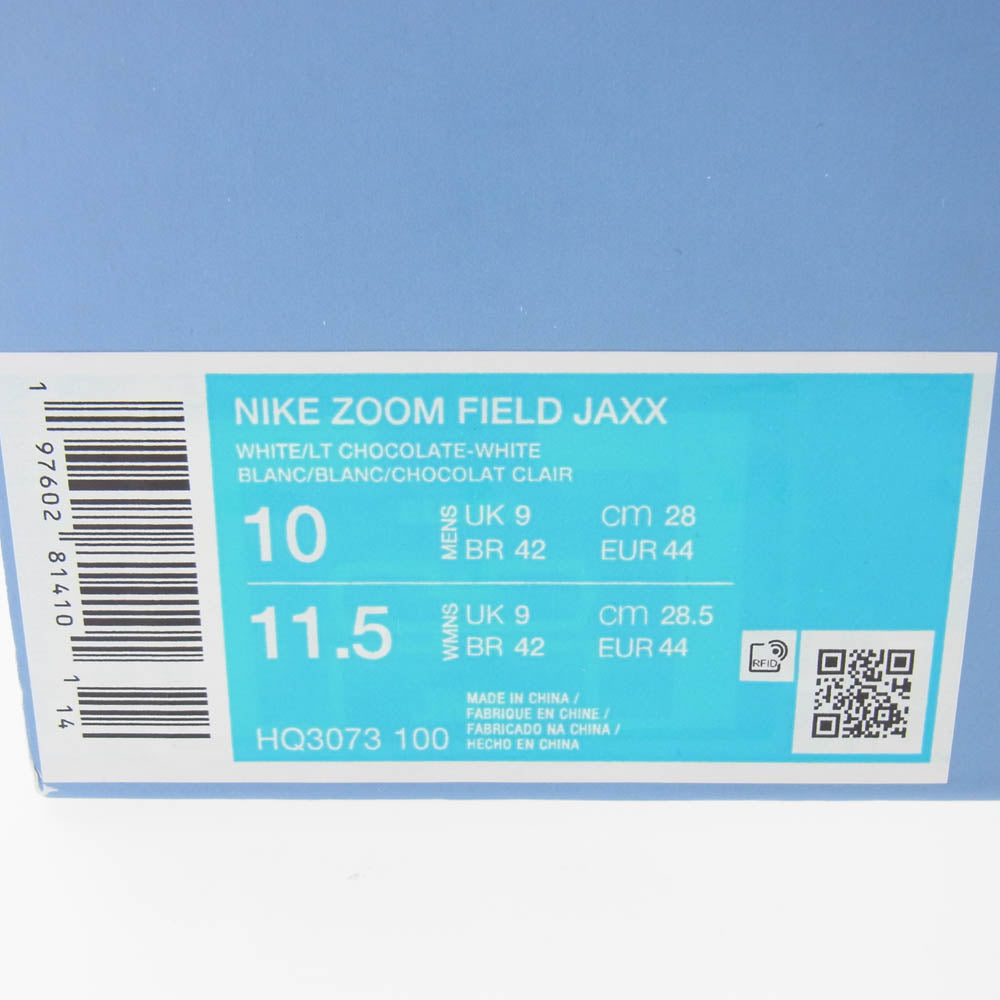 NIKE ZOOM FIELD JAXX
WHITE/LT CHOCOLATE-WHITE
BLANC/BLANC/CHOCOLAT CLAIR
10 MENS UK 9 cm 28
BR 42 EUR 44
11.5 WMNS UK 9 cm 28.5
BR 42 EUR 44
RFID
HQ3073 100
MADE IN CHINA /
FABRIQUE EN CHINE /
FABRICADO NA CHINA /
HECHO EN CHINA
1 97602 81410 1 14